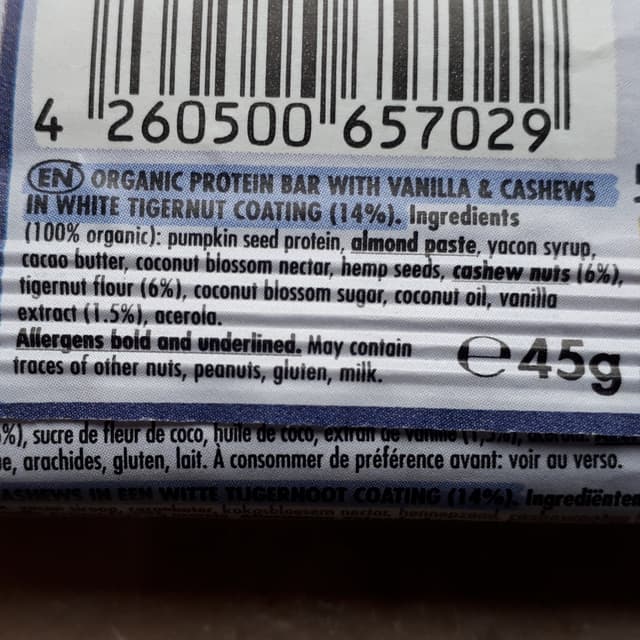 4 260500 657029
EN ORGANIC PROTEIN BAR WITH VANILLA & CASHEWS
IN WHITE TIGERNUT COATING (14%). Ingredients
(100% organic): pumpkin seed protein, almond paste, yacon syrup,
cacao butter, coconut blossom nectar, hemp seeds, cashew nuts (6%),
tigernut flour (6%), coconut blossom sugar, coconut oil, vanilla
extract (1.5%), acerola.
Allergens bold and underlined. May contain
traces of other nuts, peanuts, gluten, milk.
e 45g
%), sucre de fleur de coco, huile de coco, extrait de vanille (1,5%),
e, arachides, gluten, lait. À consommer de préférence avant: voir au verso.
ASHEWS IN EEN WITTE TIJGERNOOT COATING (14%). Ingrediënten